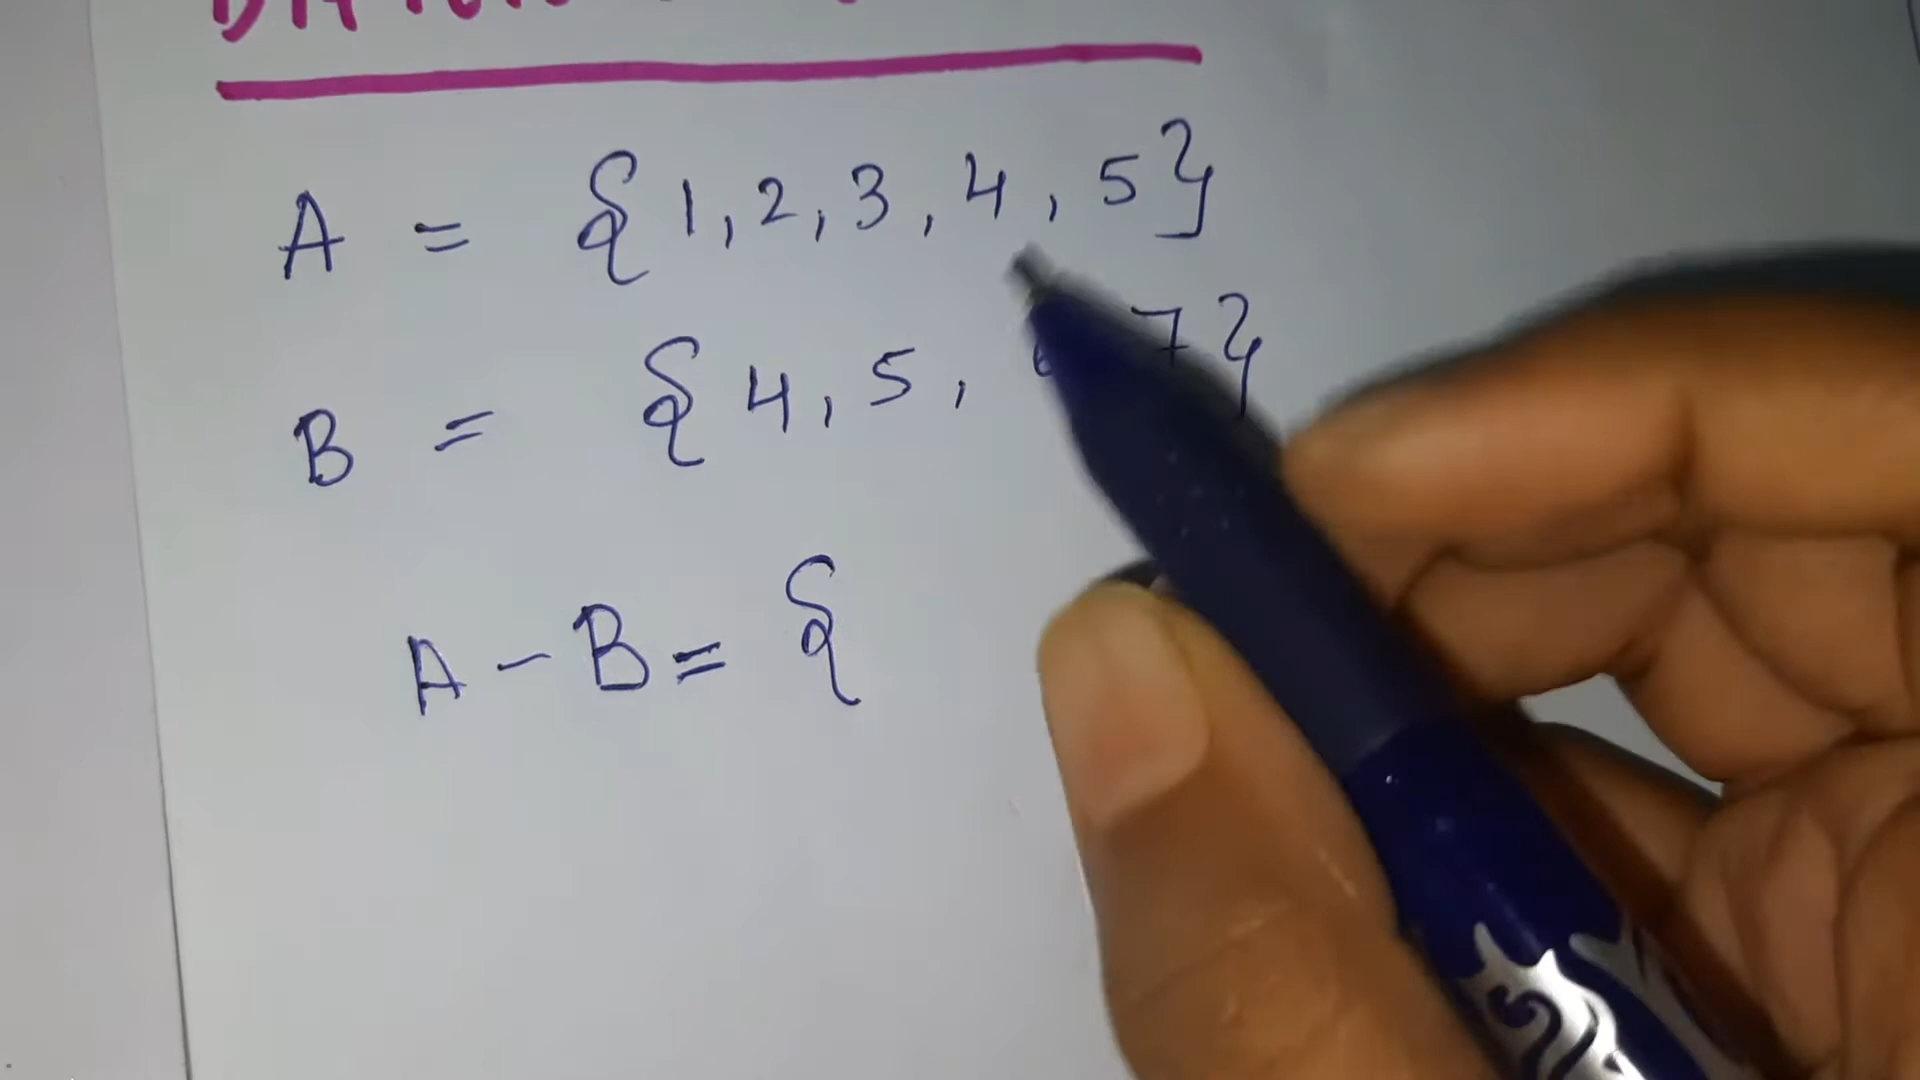 A = {1, 2, 3, 4, 5}
B = {4, 5, 7}
A - B = {